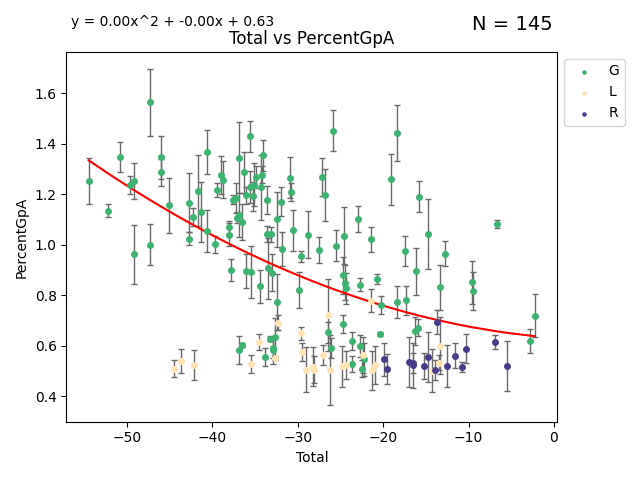 y = 0.00x^2 + -0.00x + 0.63
N = 145
Total vs PercentGpA
G
L
R
PercentGpA
1.6
1.4
1.2
1.0
0.8
0.6
0.4
−50
−40
−30
−20
−10
0
Total